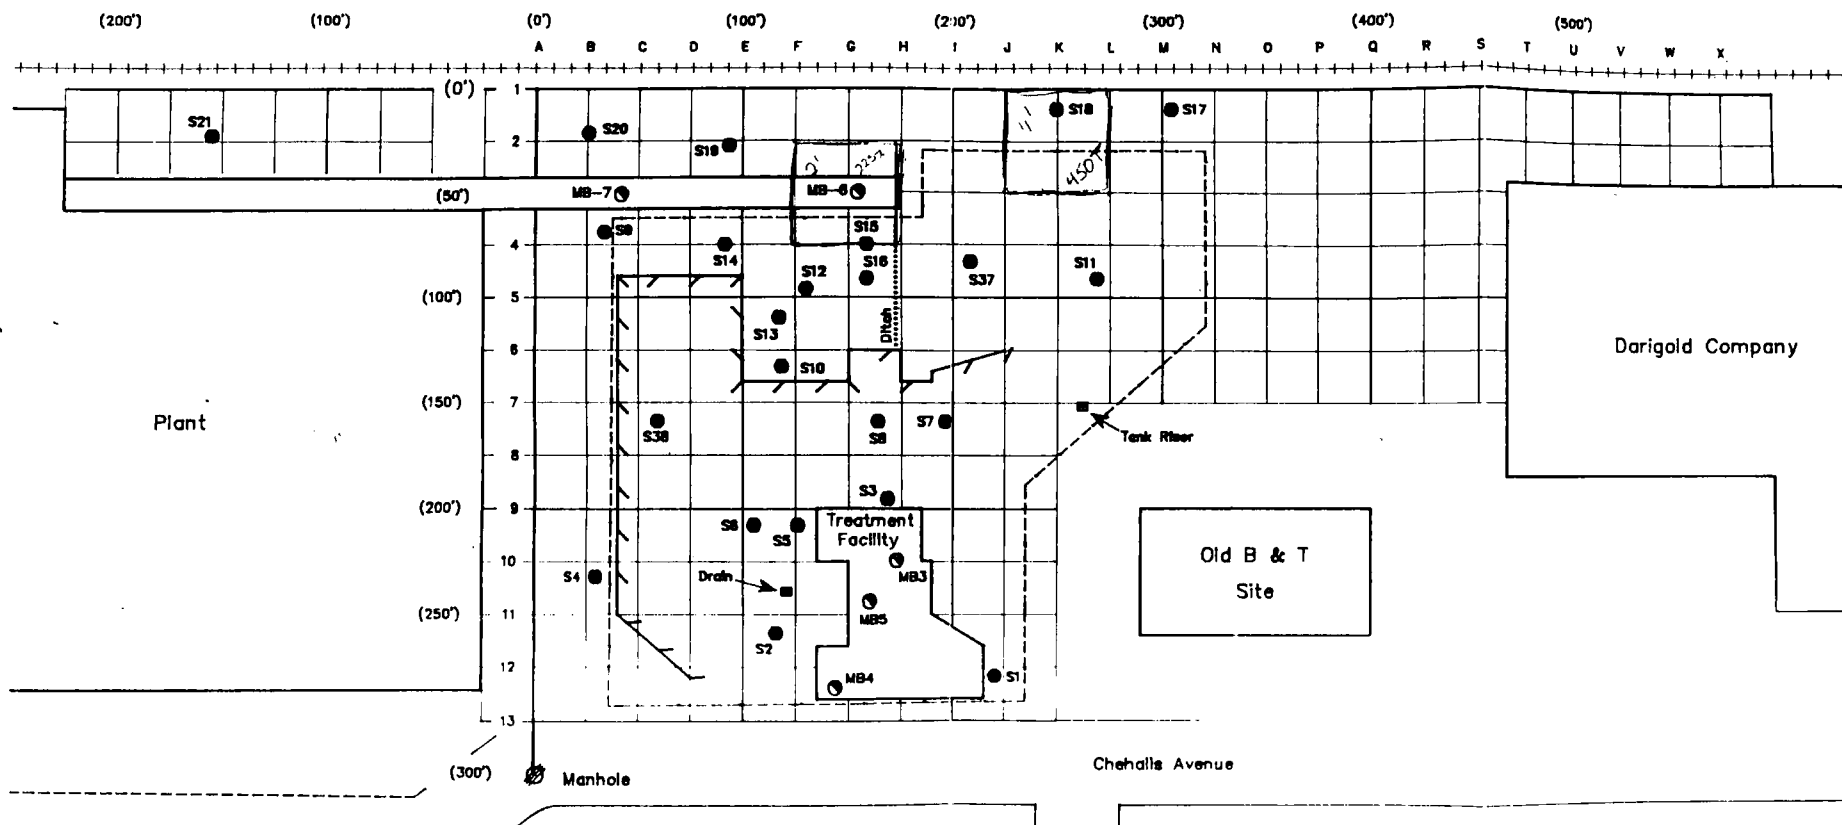 (200') (100') (0') (100') (2:10') (300') (400') (500')
A B C D E F G H I J K L M N O P Q R S T U V W X
(0') 1
S21
S20
S18 S17
2
S19
2' 225?
450T
(50') MB-7 MB-6
S9
S15
4
S14
S16
S12
S37
S11
(100') 5
Ditch
S13
6
S10
Darigold Company
(150') 7
Plant
S38 S8 S7
Tank Riser
8
S3
(200') 9
Treatment
Facility
S6 S5
Old B & T
Site
10
S4
Drain
MB3
(250') 11
MB5
S2
12
MB4
S1
13
(300')
Manhole
Chehalis Avenue